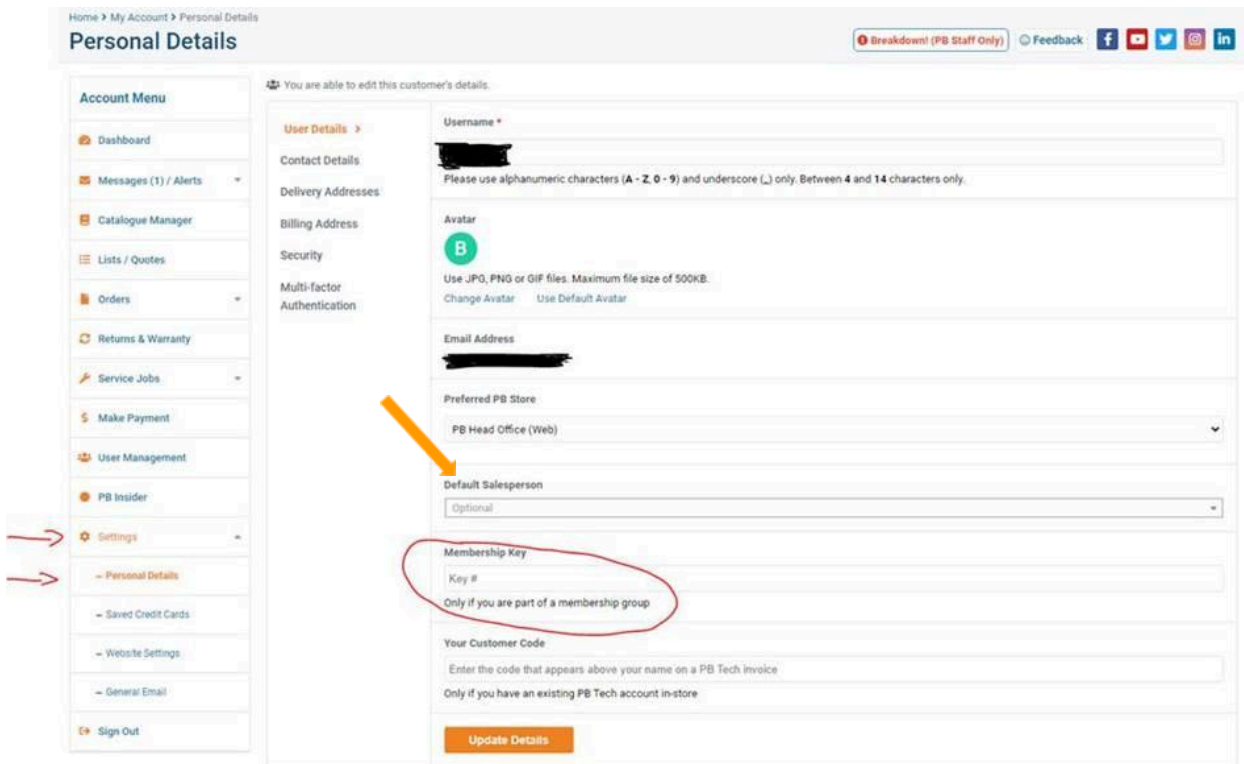 Home > My Account > Personal Details
Personal Details
Breakdown! (PB Staff Only)
Feedback
Account Menu
Dashboard
Messages (1) / Alerts
Catalogue Manager
Lists / Quotes
Orders
Returns & Warranty
Service Jobs
Make Payment
User Management
PB Insider
Settings
– Personal Details
– Saved Credit Cards
– Website Settings
– General Email
Sign Out
You are able to edit this customer's details.
User Details >
Contact Details
Delivery Addresses
Billing Address
Security
Multi-factor
Authentication
Username *
Please use alphanumeric characters (A - Z, 0 - 9) and underscore (_) only. Between 4 and 14 characters only.
Avatar
B
Use JPG, PNG or GIF files. Maximum file size of 500KB.
Change Avatar Use Default Avatar
Email Address
Preferred PB Store
PB Head Office (Web)
Default Salesperson
Optional
Membership Key
Key #
Only if you are part of a membership group
Your Customer Code
Enter the code that appears above your name on a PB Tech invoice
Only if you have an existing PB Tech account in-store
Update Details